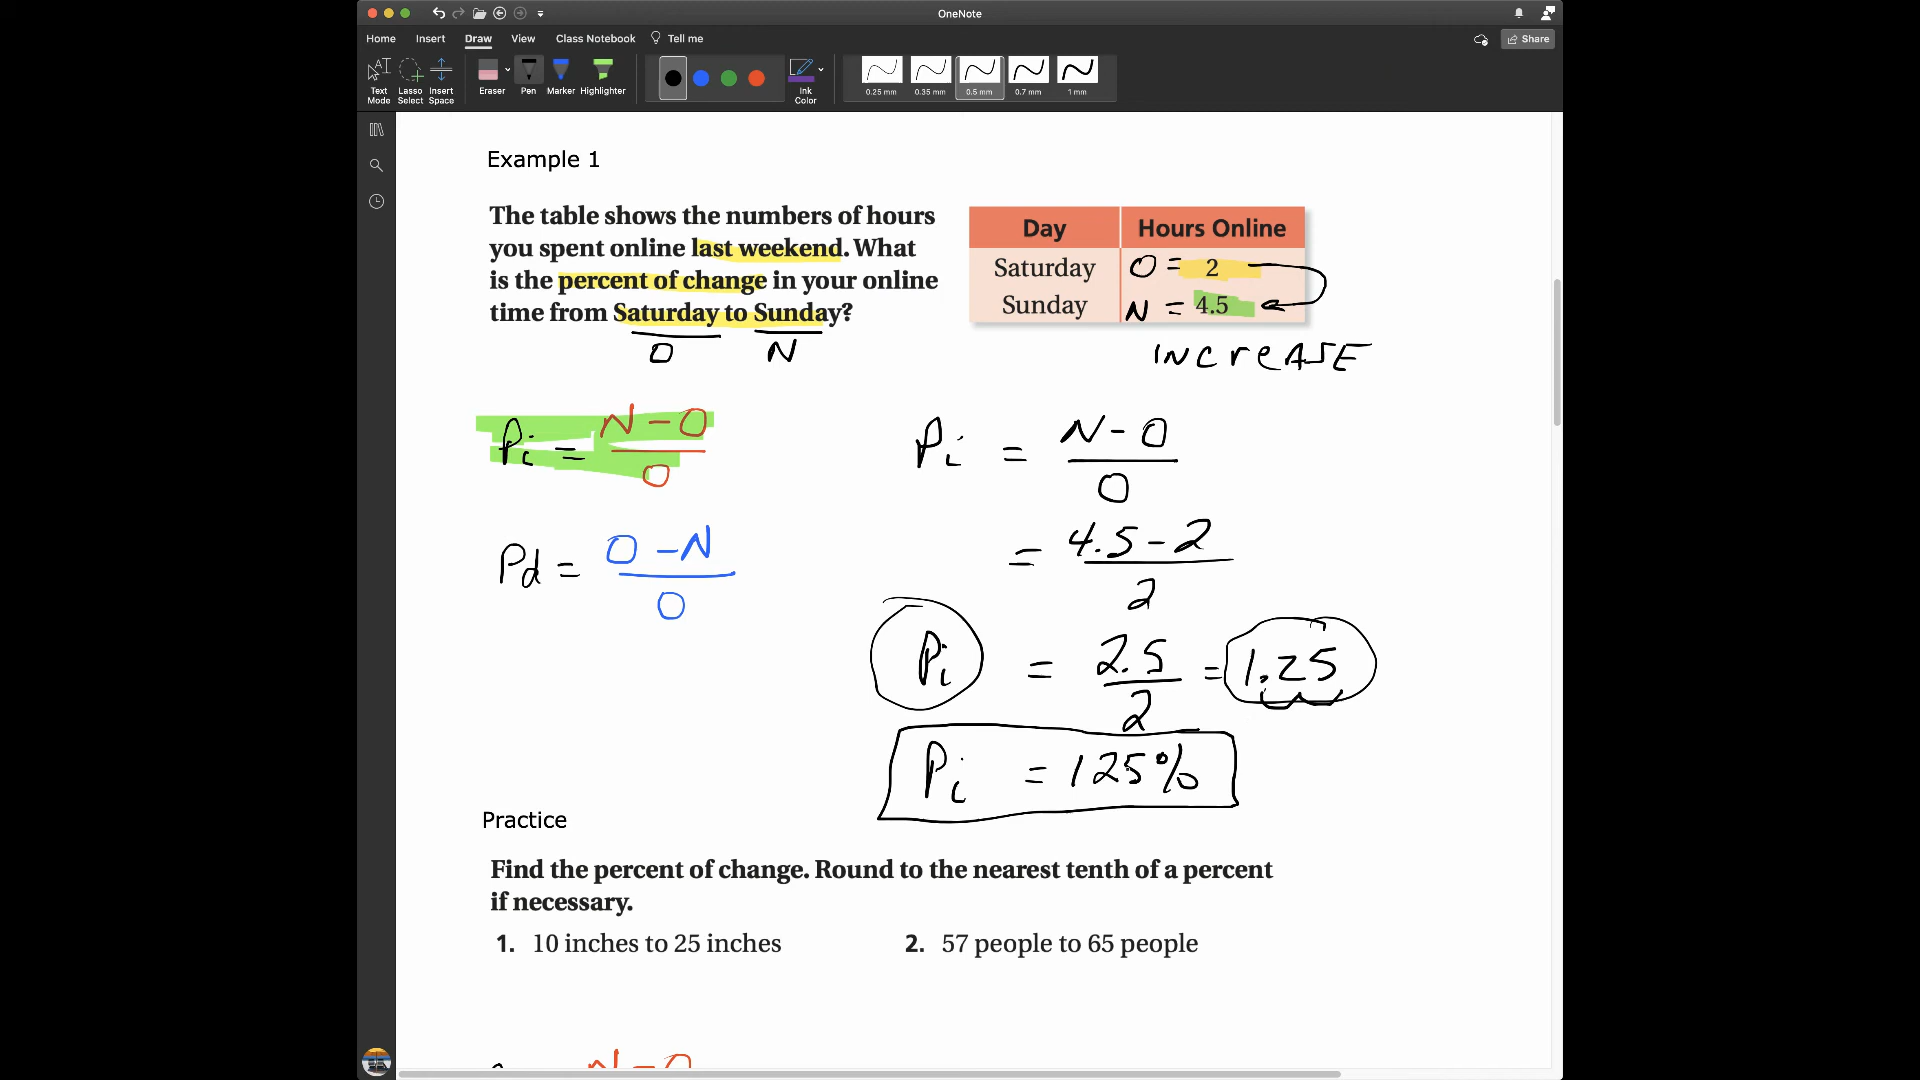 OneNote
Home Insert Draw View Class Notebook Tell me
Share
Text Mode
Lasso Select
Insert Space
Eraser
Pen
Marker
Highlighter
Ink Color
0.25 mm
0.35 mm
0.5 mm
0.7 mm
1 mm
Example 1
The table shows the numbers of hours
you spent online last weekend. What
is the percent of change in your online
time from Saturday to Sunday?
O N
Day Hours Online
Saturday O = 2
Sunday N = 4.5
INCREASE
Pi = N - O / O
Pd = O - N / O
Pi = N - O / O
= 4.5 - 2 / 2
Pi = 2.5 / 2 = 1.25
Pi = 125%
Practice
Find the percent of change. Round to the nearest tenth of a percent
if necessary.
1. 10 inches to 25 inches
2. 57 people to 65 people
N - O